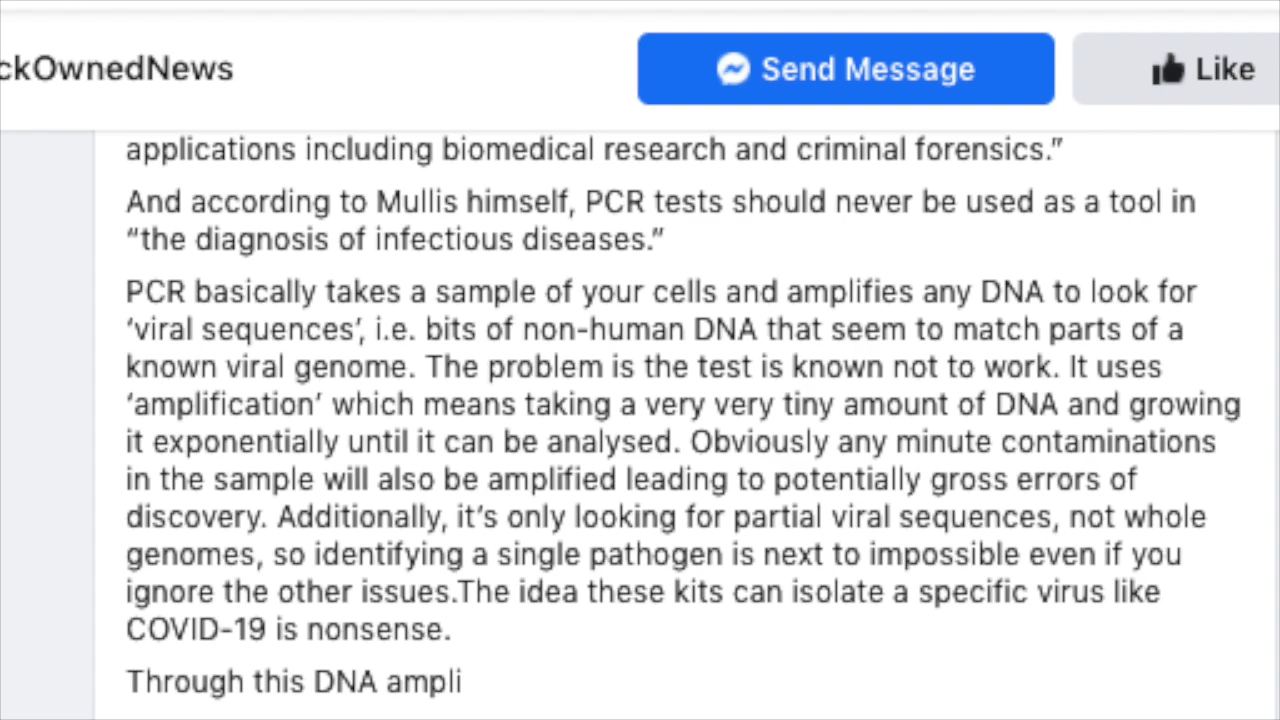 ckOwnedNews
Send Message
Like
applications including biomedical research and criminal forensics.”
And according to Mullis himself, PCR tests should never be used as a tool in
“the diagnosis of infectious diseases.”
PCR basically takes a sample of your cells and amplifies any DNA to look for
‘viral sequences’, i.e. bits of non-human DNA that seem to match parts of a
known viral genome. The problem is the test is known not to work. It uses
‘amplification’ which means taking a very very tiny amount of DNA and growing
it exponentially until it can be analysed. Obviously any minute contaminations
in the sample will also be amplified leading to potentially gross errors of
discovery. Additionally, it’s only looking for partial viral sequences, not whole
genomes, so identifying a single pathogen is next to impossible even if you
ignore the other issues.The idea these kits can isolate a specific virus like
COVID-19 is nonsense.
Through this DNA ampli